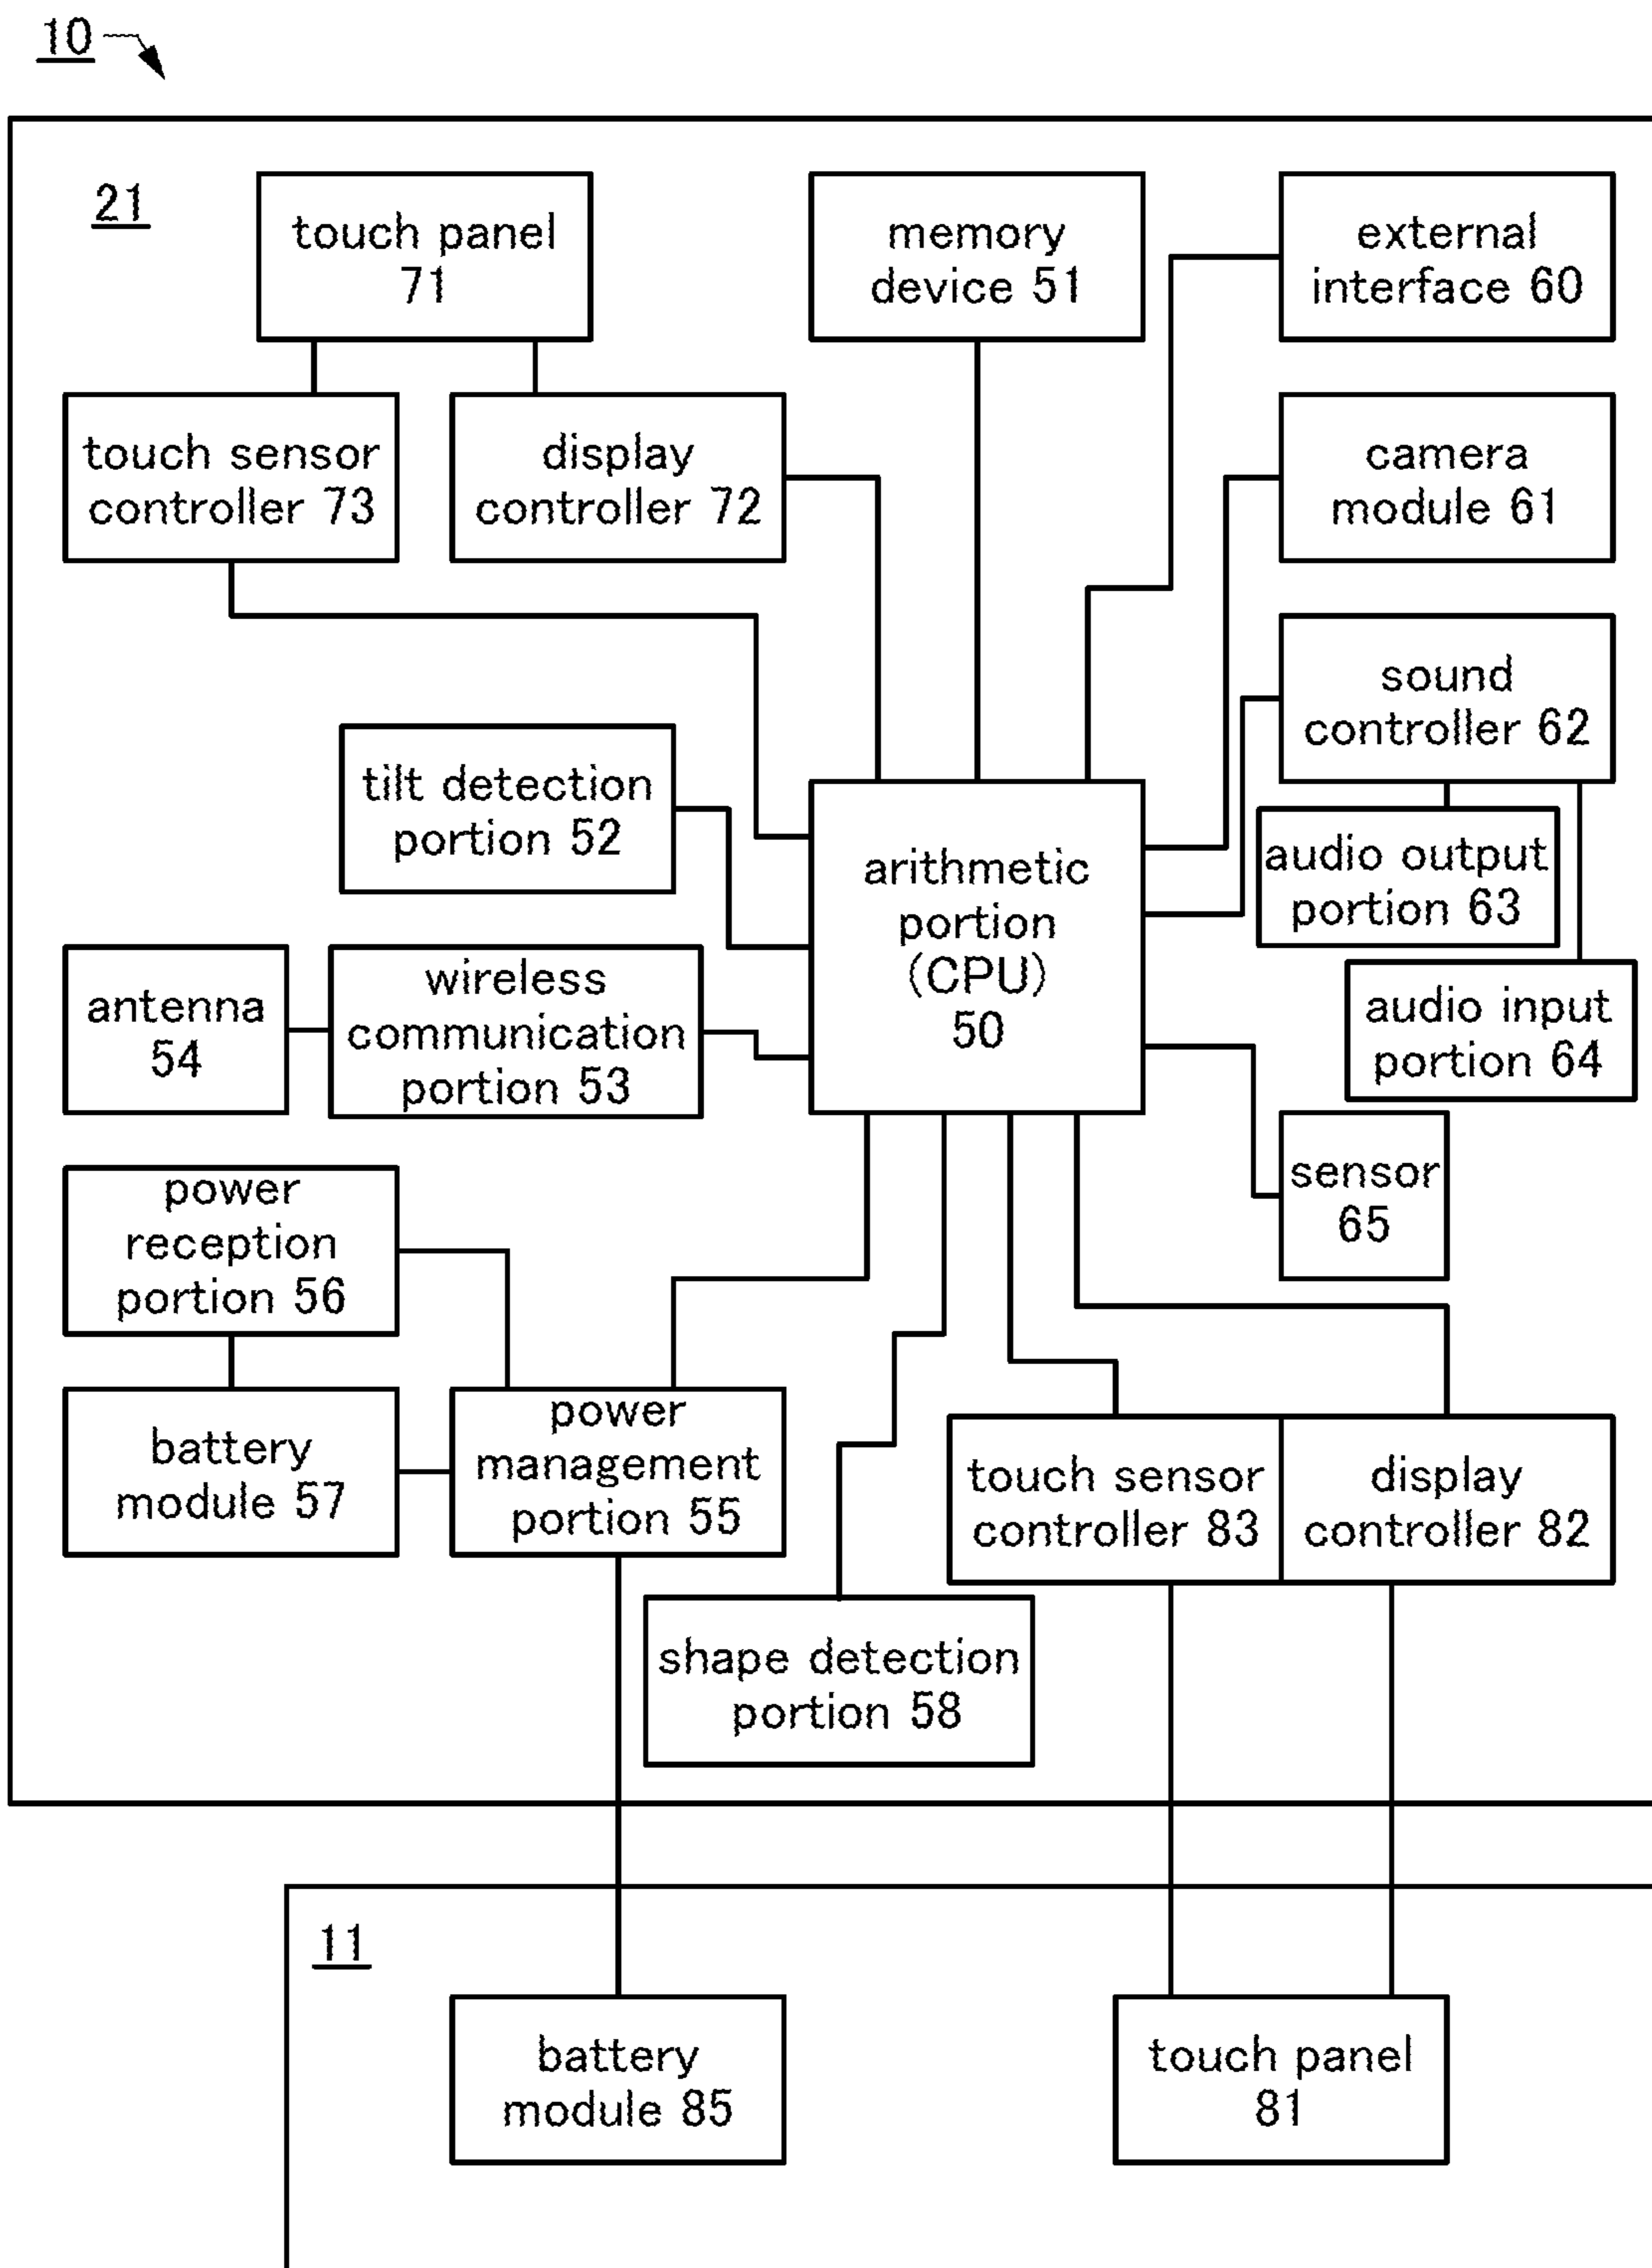 10
21
touch panel
71
memory
device 51
external
interface 60
touch sensor
controller 73
display
controller 72
camera
module 61
sound
controller 62
tilt detection
portion 52
arithmetic
portion
(CPU)
50
audio output
portion 63
antenna
54
wireless
communication
portion 53
audio input
portion 64
power
reception
portion 56
sensor
65
battery
module 57
power
management
portion 55
touch sensor
controller 83
display
controller 82
shape detection
portion 58
11
battery
module 85
touch panel
81